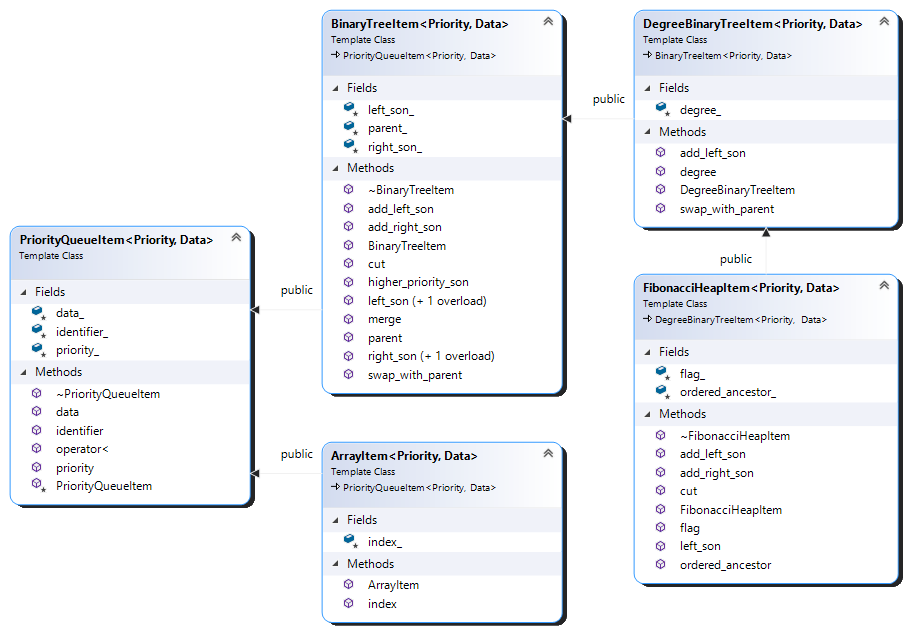 BinaryTreeItem<Priority, Data>
Template Class
PriorityQueueItem<Priority, Data>
Fields
left_son_
parent_
right_son_
Methods
~BinaryTreeItem
add_left_son
add_right_son
BinaryTreeItem
cut
higher_priority_son
left_son (+ 1 overload)
merge
parent
right_son (+ 1 overload)
swap_with_parent
public
DegreeBinaryTreeItem<Priority, Data>
Template Class
BinaryTreeItem<Priority, Data>
Fields
degree_
Methods
add_left_son
degree
DegreeBinaryTreeItem
swap_with_parent
PriorityQueueItem<Priority, Data>
Template Class
Fields
data_
identifier_
priority_
Methods
~PriorityQueueItem
data
identifier
operator<
priority
PriorityQueueItem
public
public
public
FibonacciHeapItem<Priority, Data>
Template Class
DegreeBinaryTreeItem<Priority, Data>
Fields
flag_
ordered_ancestor_
Methods
~FibonacciHeapItem
add_left_son
add_right_son
cut
FibonacciHeapItem
flag
left_son
ordered_ancestor
ArrayItem<Priority, Data>
Template Class
PriorityQueueItem<Priority, Data>
Fields
index_
Methods
ArrayItem
index